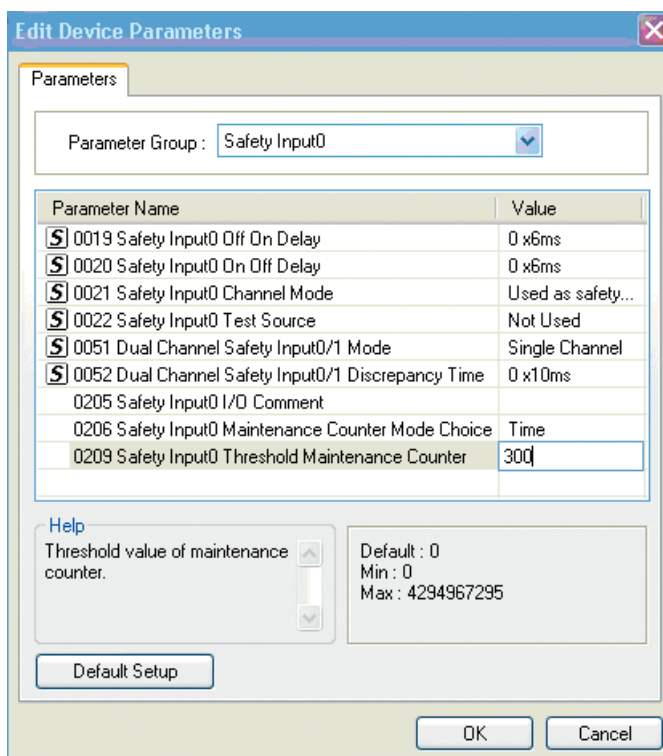 Edit Device Parameters
Parameters
Parameter Group : Safety Input0
Parameter Name Value
S 0019 Safety Input0 Off On Delay 0 x6ms
S 0020 Safety Input0 On Off Delay 0 x6ms
S 0021 Safety Input0 Channel Mode Used as safety...
S 0022 Safety Input0 Test Source Not Used
S 0051 Dual Channel Safety Input0/1 Mode Single Channel
S 0052 Dual Channel Safety Input0/1 Discrepancy Time 0 x10ms
0205 Safety Input0 I/O Comment
0206 Safety Input0 Maintenance Counter Mode Choice Time
0209 Safety Input0 Threshold Maintenance Counter 300
Help
Threshold value of maintenance
counter.
Default : 0
Min : 0
Max : 4294967295
Default Setup
OK Cancel